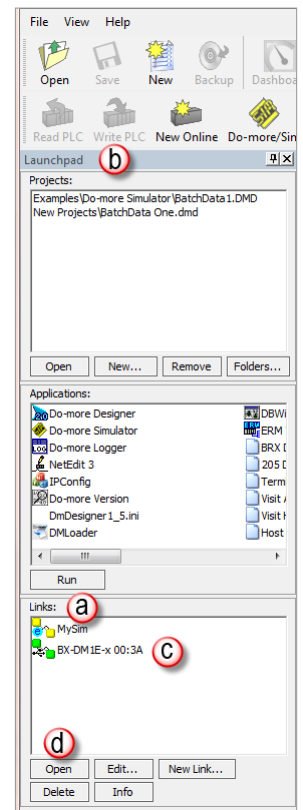 File View Help
Open Save New Backup Dashboa
Read PLC Write PLC New Online Do-more/Sin
Launchpad b
Projects:
Examples\Do-more Simulator\BatchData1.DMD
New Projects\BatchData One.dmd
Open New... Remove Folders...
Applications:
Do-more Designer DBWi
Do-more Simulator ERM
Do-more Logger BRX D
NetEdit 3 205 D
IPConfig Term
Do-more Version Visit A
DmDesigner1_5.ini Visit H
DMLoader Host
Run
Links: a
MySim
BX-DM1E-x 00:3A c
d
Open Edit... New Link...
Delete Info